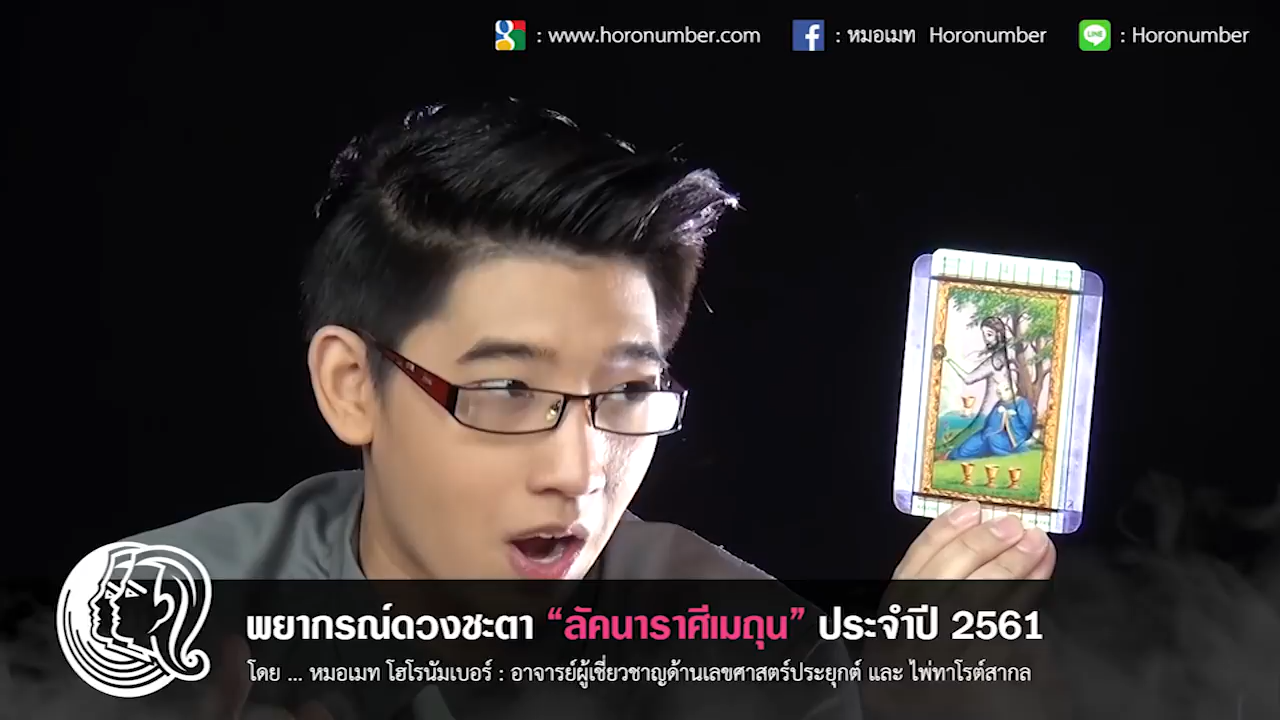 : www.horonumber.com : หมอเมท Horonumber : Horonumber
LINE
พยากรณ์ดวงชะตา “ลัคนาราศีเมถุน” ประจำปี 2561
โดย ... หมอเมท โฮโรนัมเบอร์ : อาจารย์ผู้เชี่ยวชาญด้านเลขศาสตร์ประยุกต์ และ ไพ่ทาโรต์สากล